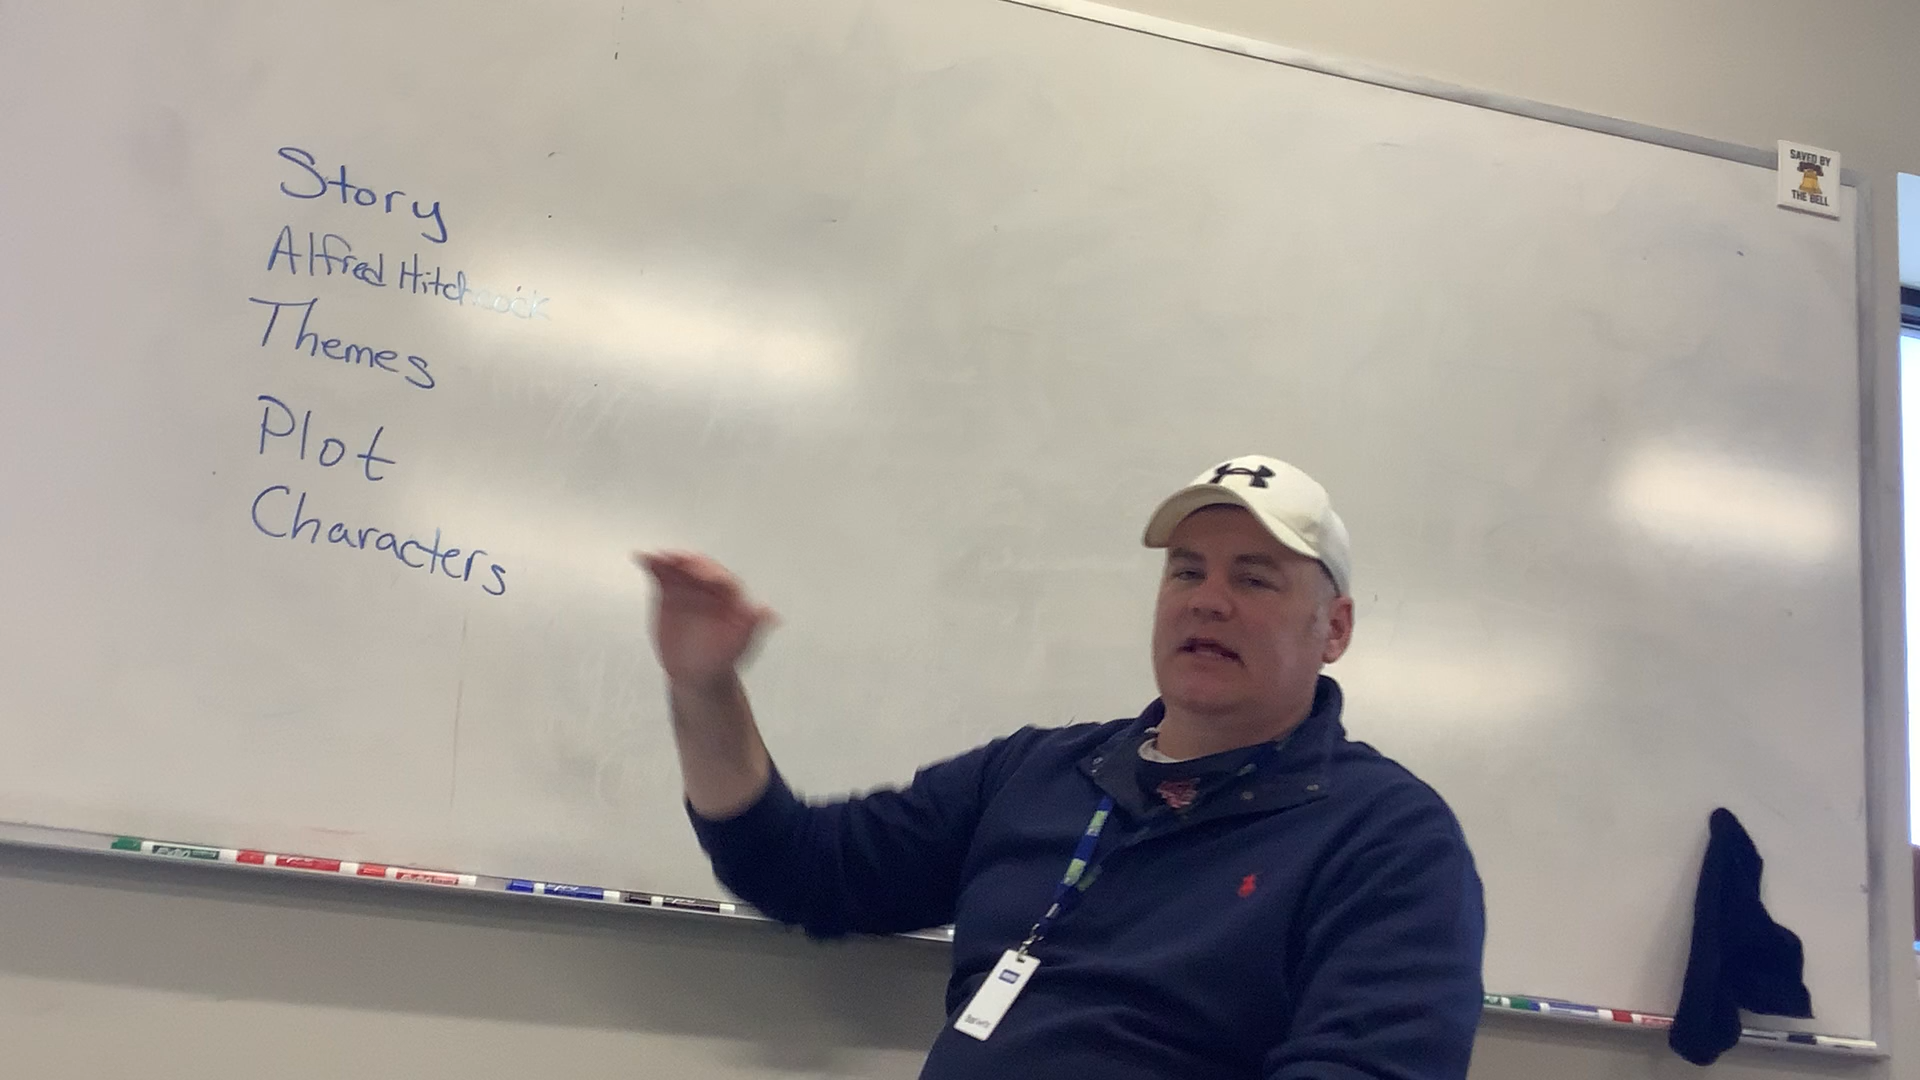 Story
Alfred Hitchcock
Themes
Plot
Characters
SAVED BY
THE BELL